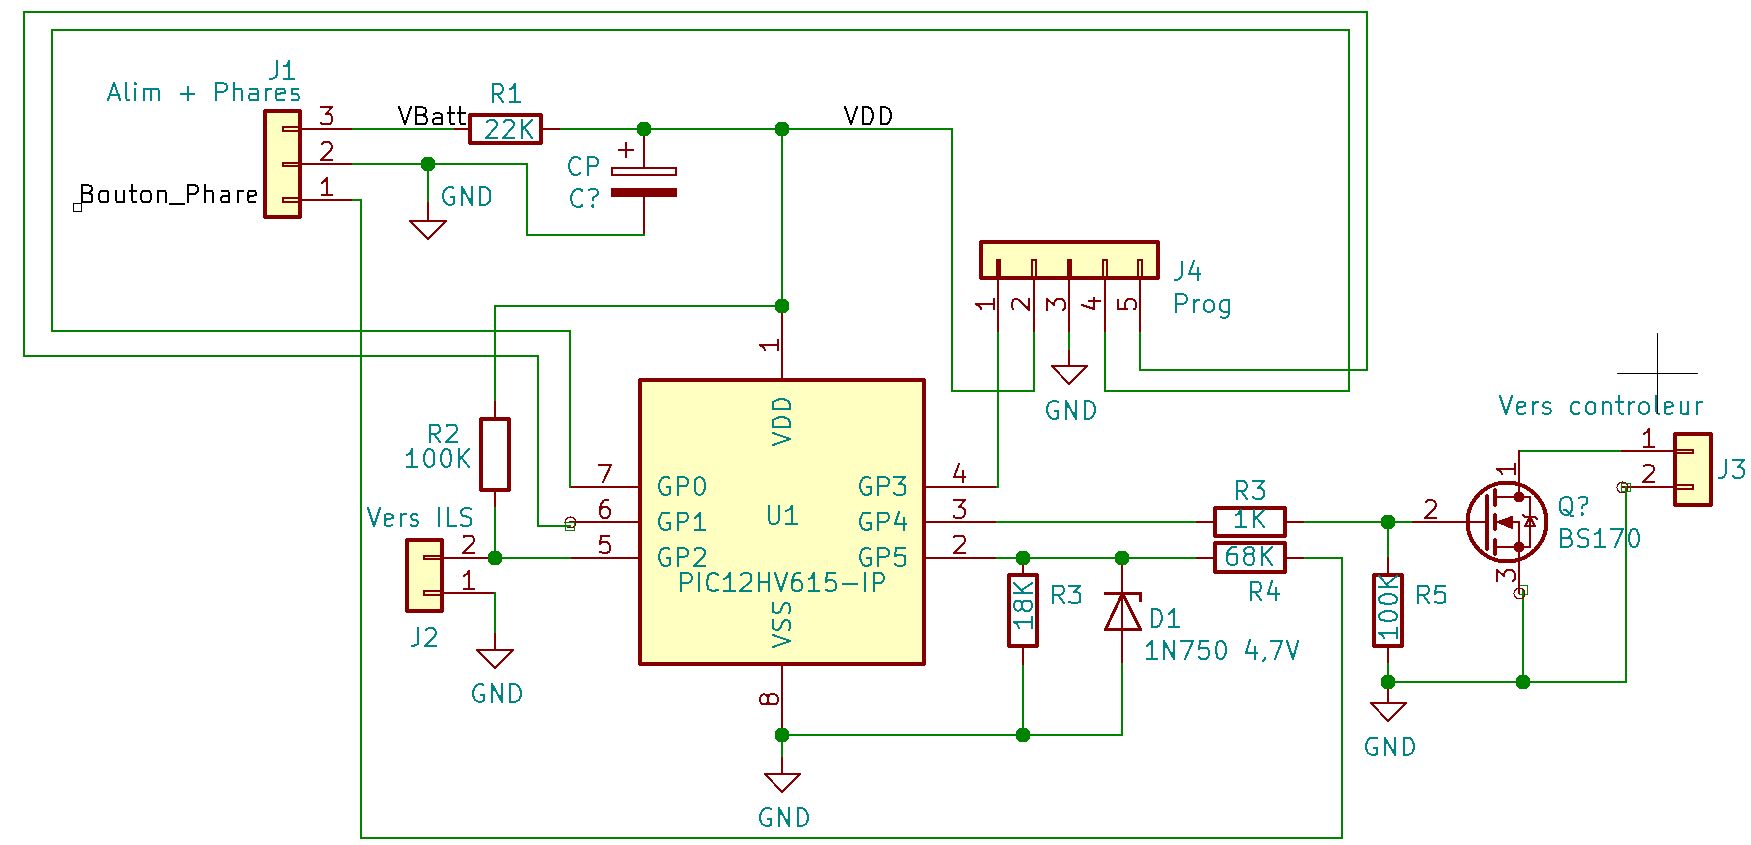 J1
Alim + Phares
3
2
1
Bouton_Phare
VBatt
R1
22K
VDD
GND
+
CP
C?
J4
Prog
1
2
3
4
5
GND
1
VDD
R2
100K
Vers ILS
2
1
J2
GND
7
6
5
GP0
GP1
GP2
U1
PIC12HV615-IP
GP3
GP4
GP5
4
3
2
VSS
8
GND
R3
1K
68K
R4
18K
R3
D1
1N750 4,7V
100K
R5
GND
Vers controleur
1
2
J3
1
2
3
Q?
BS170